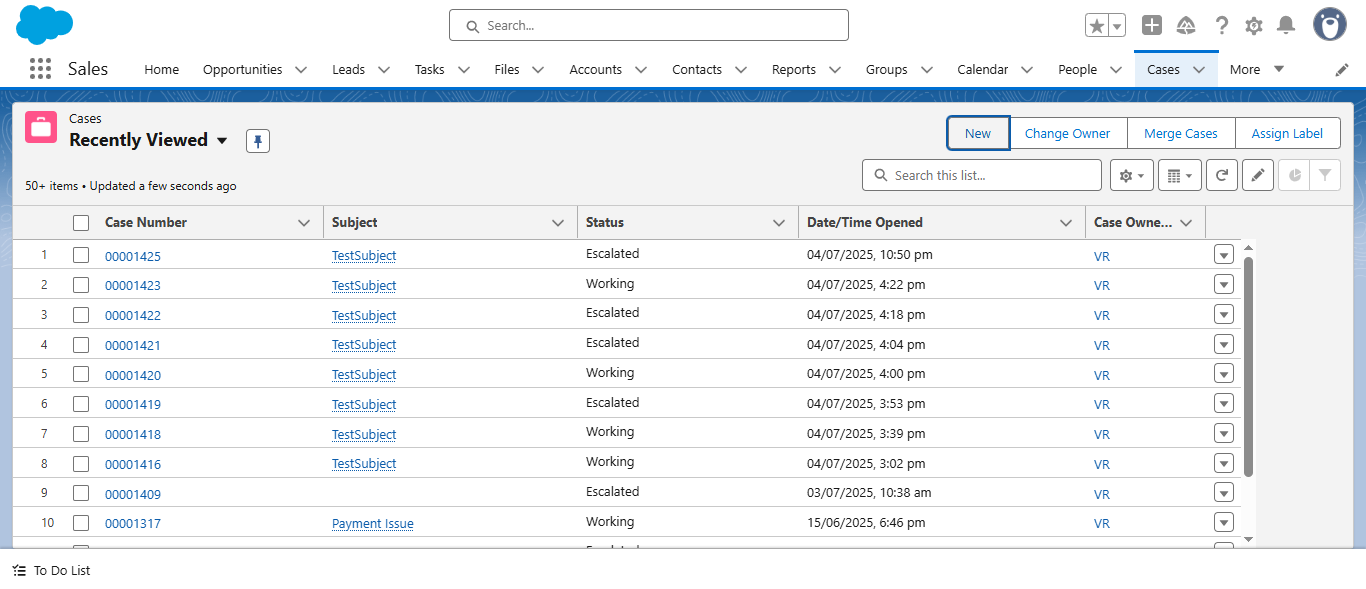 Search...
Sales
Home
Opportunities
Leads
Tasks
Files
Accounts
Contacts
Reports
Groups
Calendar
People
Cases
More
Cases
Recently Viewed
New
Change Owner
Merge Cases
Assign Label
50+ items • Updated a few seconds ago
Search this list...
Case Number Subject Status Date/Time Opened Case Owne...
1 00001425 TestSubject Escalated 04/07/2025, 10:50 pm VR
2 00001423 TestSubject Working 04/07/2025, 4:22 pm VR
3 00001422 TestSubject Escalated 04/07/2025, 4:18 pm VR
4 00001421 TestSubject Escalated 04/07/2025, 4:04 pm VR
5 00001420 TestSubject Working 04/07/2025, 4:00 pm VR
6 00001419 TestSubject Escalated 04/07/2025, 3:53 pm VR
7 00001418 TestSubject Working 04/07/2025, 3:39 pm VR
8 00001416 TestSubject Working 04/07/2025, 3:02 pm VR
9 00001409 Escalated 03/07/2025, 10:38 am VR
10 00001317 Payment Issue Working 15/06/2025, 6:46 pm VR
To Do List